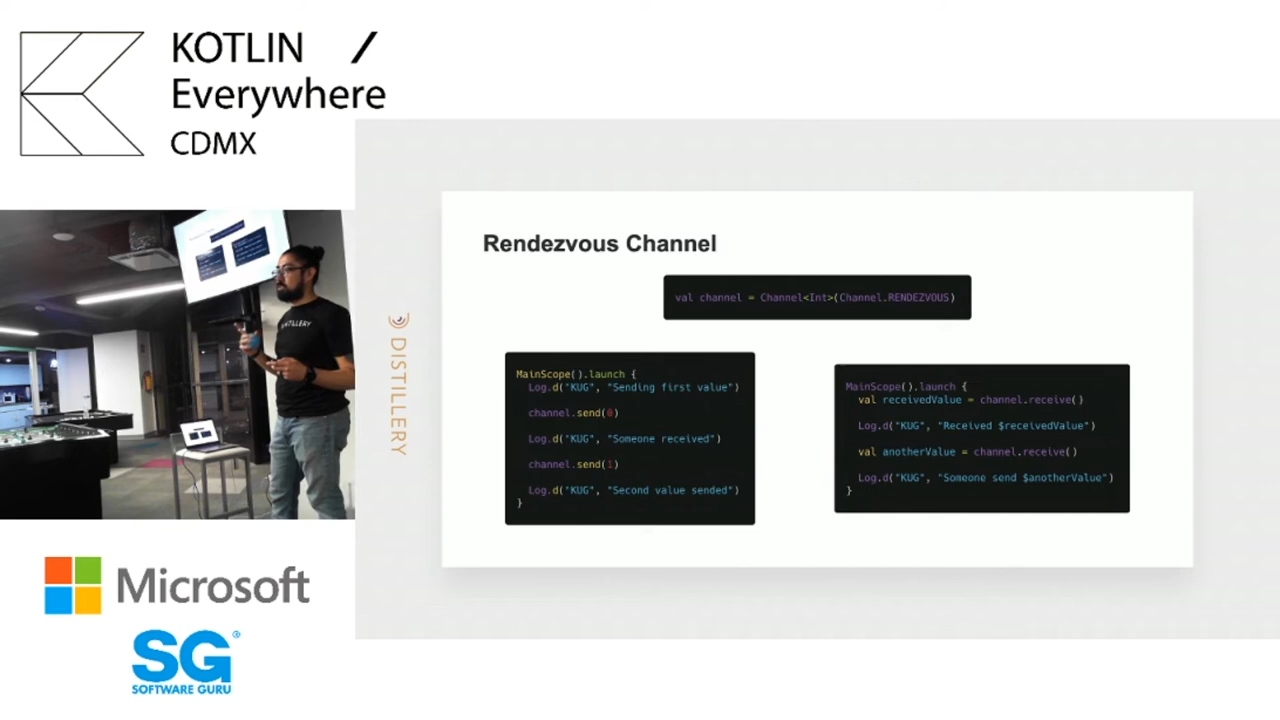 KOTLIN /
Everywhere
CDMX
DISTILLERY
Rendezvous Channel
val channel = Channel<Int>(Channel.RENDEZVOUS)
MainScope().launch {
Log.d("KUG", "Sending first value")
channel.send(0)
Log.d("KUG", "Someone received")
channel.send(1)
Log.d("KUG", "Second value sended")
}
MainScope().launch {
val receivedValue = channel.receive()
Log.d("KUG", "Received $receivedValue")
val anotherValue = channel.receive()
Log.d("KUG", "Someone send $anotherValue")
}
Microsoft
SG®
SOFTWARE GURU